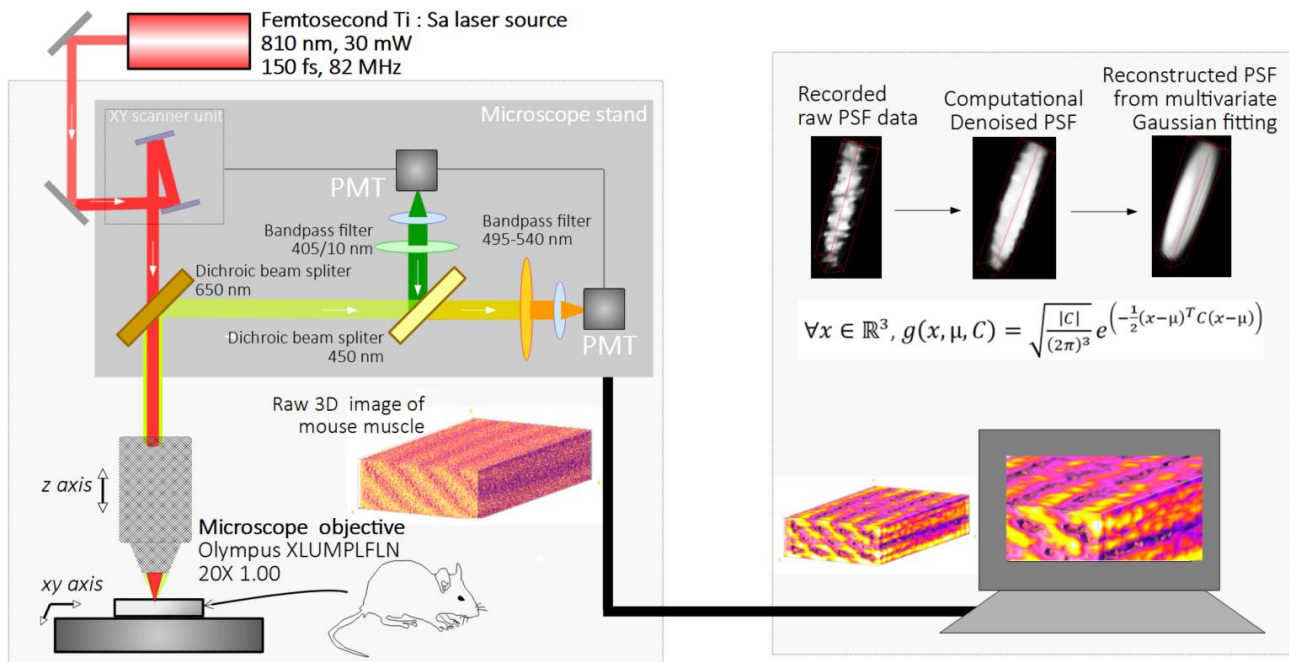 Femtosecond Ti : Sa laser source
810 nm, 30 mW
150 fs, 82 MHz
XY scanner unit
Microscope stand
PMT
Bandpass filter
405/10 nm
Bandpass filter
495-540 nm
Dichroic beam spliter
650 nm
Dichroic beam spliter
450 nm
PMT
Raw 3D image of
mouse muscle
z axis
Microscope objective
Olympus XLUMPLFLN
20X 1.00
xy axis
Recorded
raw PSF data
Computational
Denoised PSF
Reconstructed PSF
from multivariate
Gaussian fitting
∀x ∈ ℝ³, g(x, μ, C) = √(|C|/(2π)³) e^(−½(x−μ)ᵀC(x−μ))